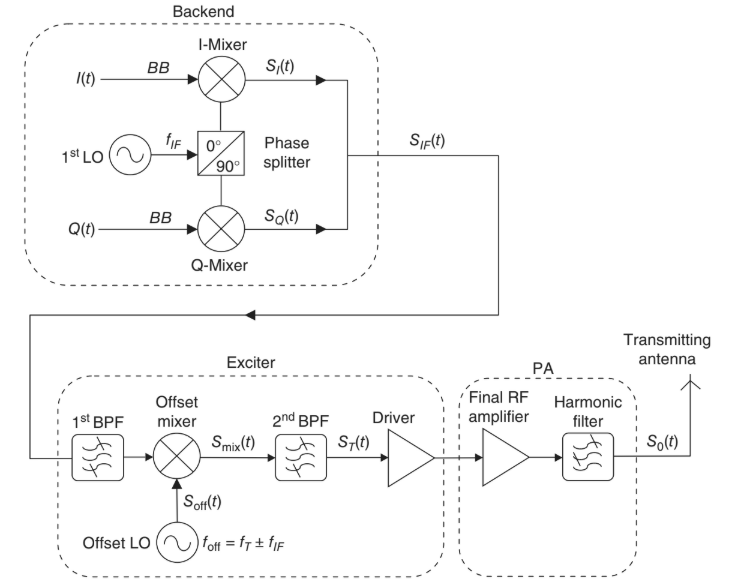 Backend
I-Mixer
I(t)
BB
S_I(t)
1st LO
f_IF
0°
90°
Phase
splitter
S_IF(t)
Q(t)
BB
S_Q(t)
Q-Mixer
Exciter
1st BPF
Offset
mixer
S_mix(t)
2nd BPF
S_T(t)
Driver
S_off(t)
Offset LO
f_off = f_T ± f_IF
PA
Final RF
amplifier
Harmonic
filter
S_0(t)
Transmitting
antenna